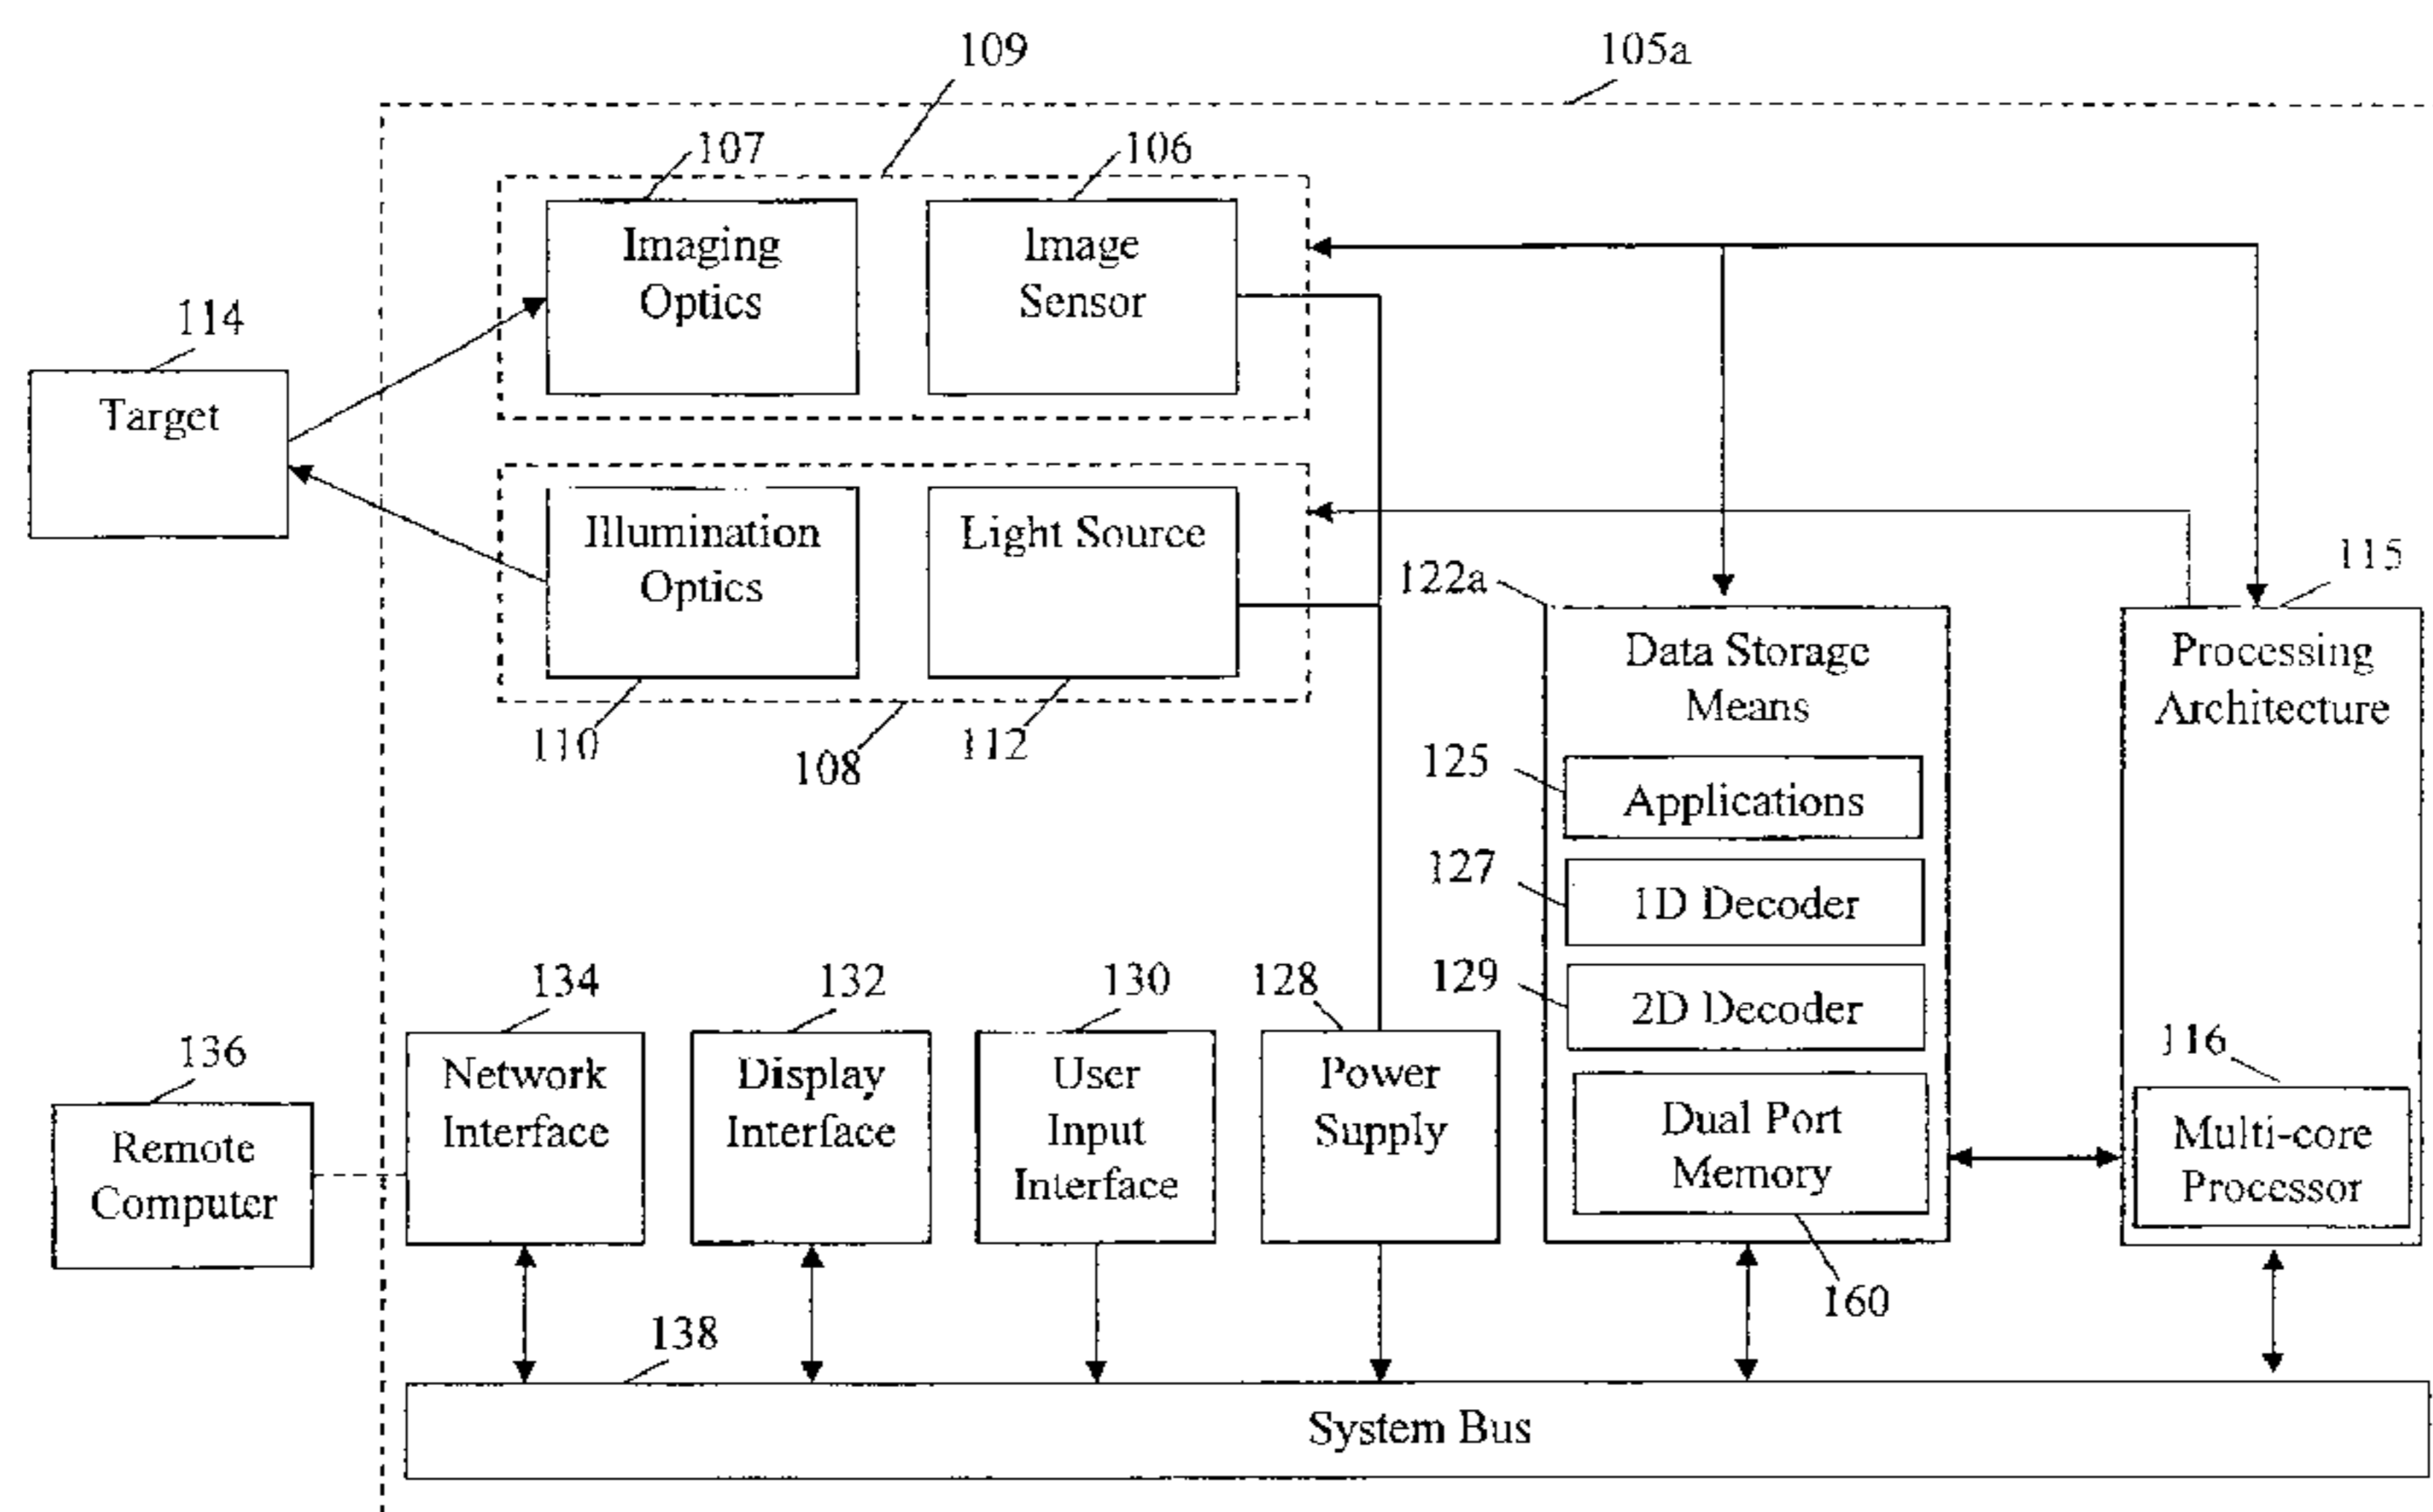 109
105a
107
106
Imaging
Optics
Image
Sensor
114
Target
Illumination
Optics
Light Source
110
108
112
122a
115
Data Storage
Means
Processing
Architecture
125
Applications
127
1D Decoder
129
2D Decoder
134
132
130
128
116
136
Remote
Computer
Network
Interface
Display
Interface
User
Input
Interface
Power
Supply
Dual Port
Memory
Multi-core
Processor
160
138
System Bus